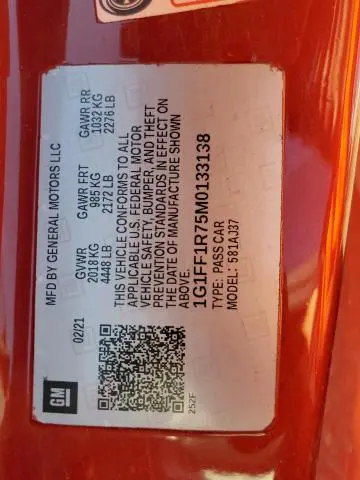 MFD BY GENERAL MOTORS LLC
02/21
GVWR
2018 KG
4448 LB
GAWR FRT
985 KG
2172 LB
GAWR RR
1032 KG
2276 LB
THIS VEHICLE CONFORMS TO ALL
APPLICABLE U.S. FEDERAL MOTOR
VEHICLE SAFETY, BUMPER, AND THEFT
PREVENTION STANDARDS IN EFFECT ON
THE DATE OF MANUFACTURE SHOWN
ABOVE.
1G1FF1R75M0133138
TYPE: PASS CAR
MODEL: 581AJ37
GM
252F